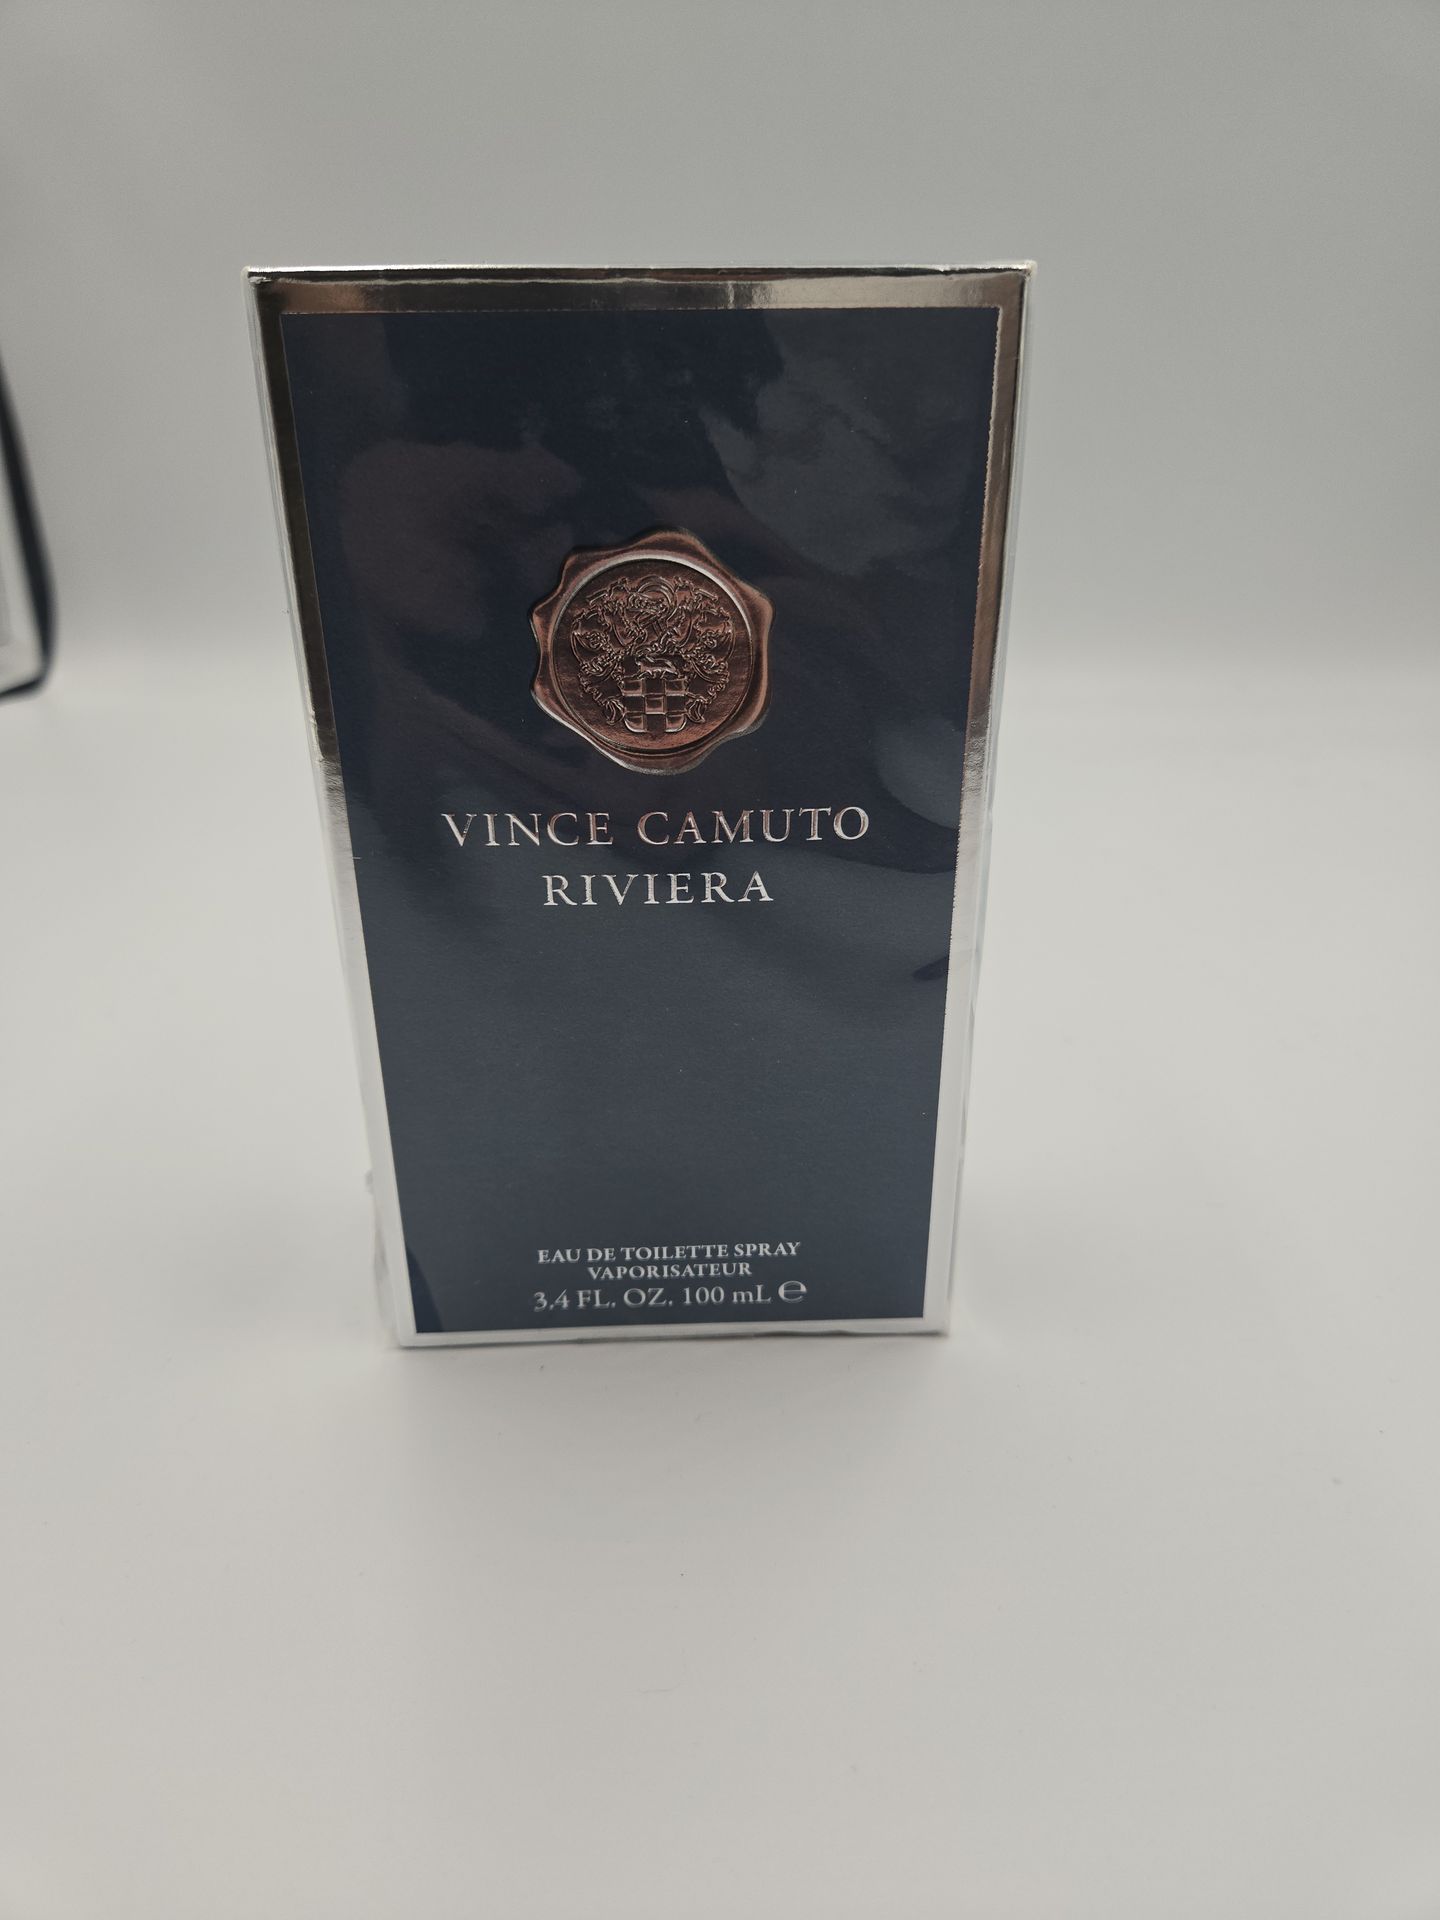 VINCE CAMUTO
RIVIERA
EAU DE TOILETTE SPRAY
VAPORISATEUR
3.4 FL. OZ. 100 mL ℮